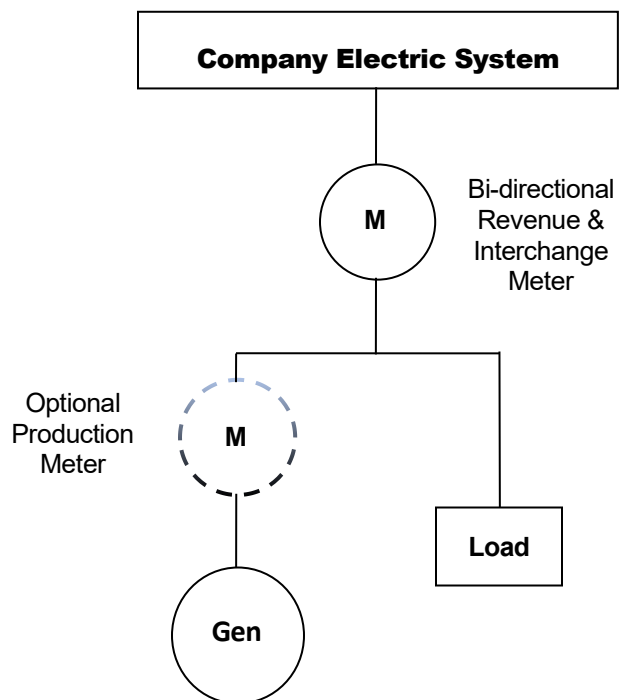 Company Electric System
M
Bi-directional
Revenue &
Interchange
Meter
Optional
Production
Meter
M
Load
Gen